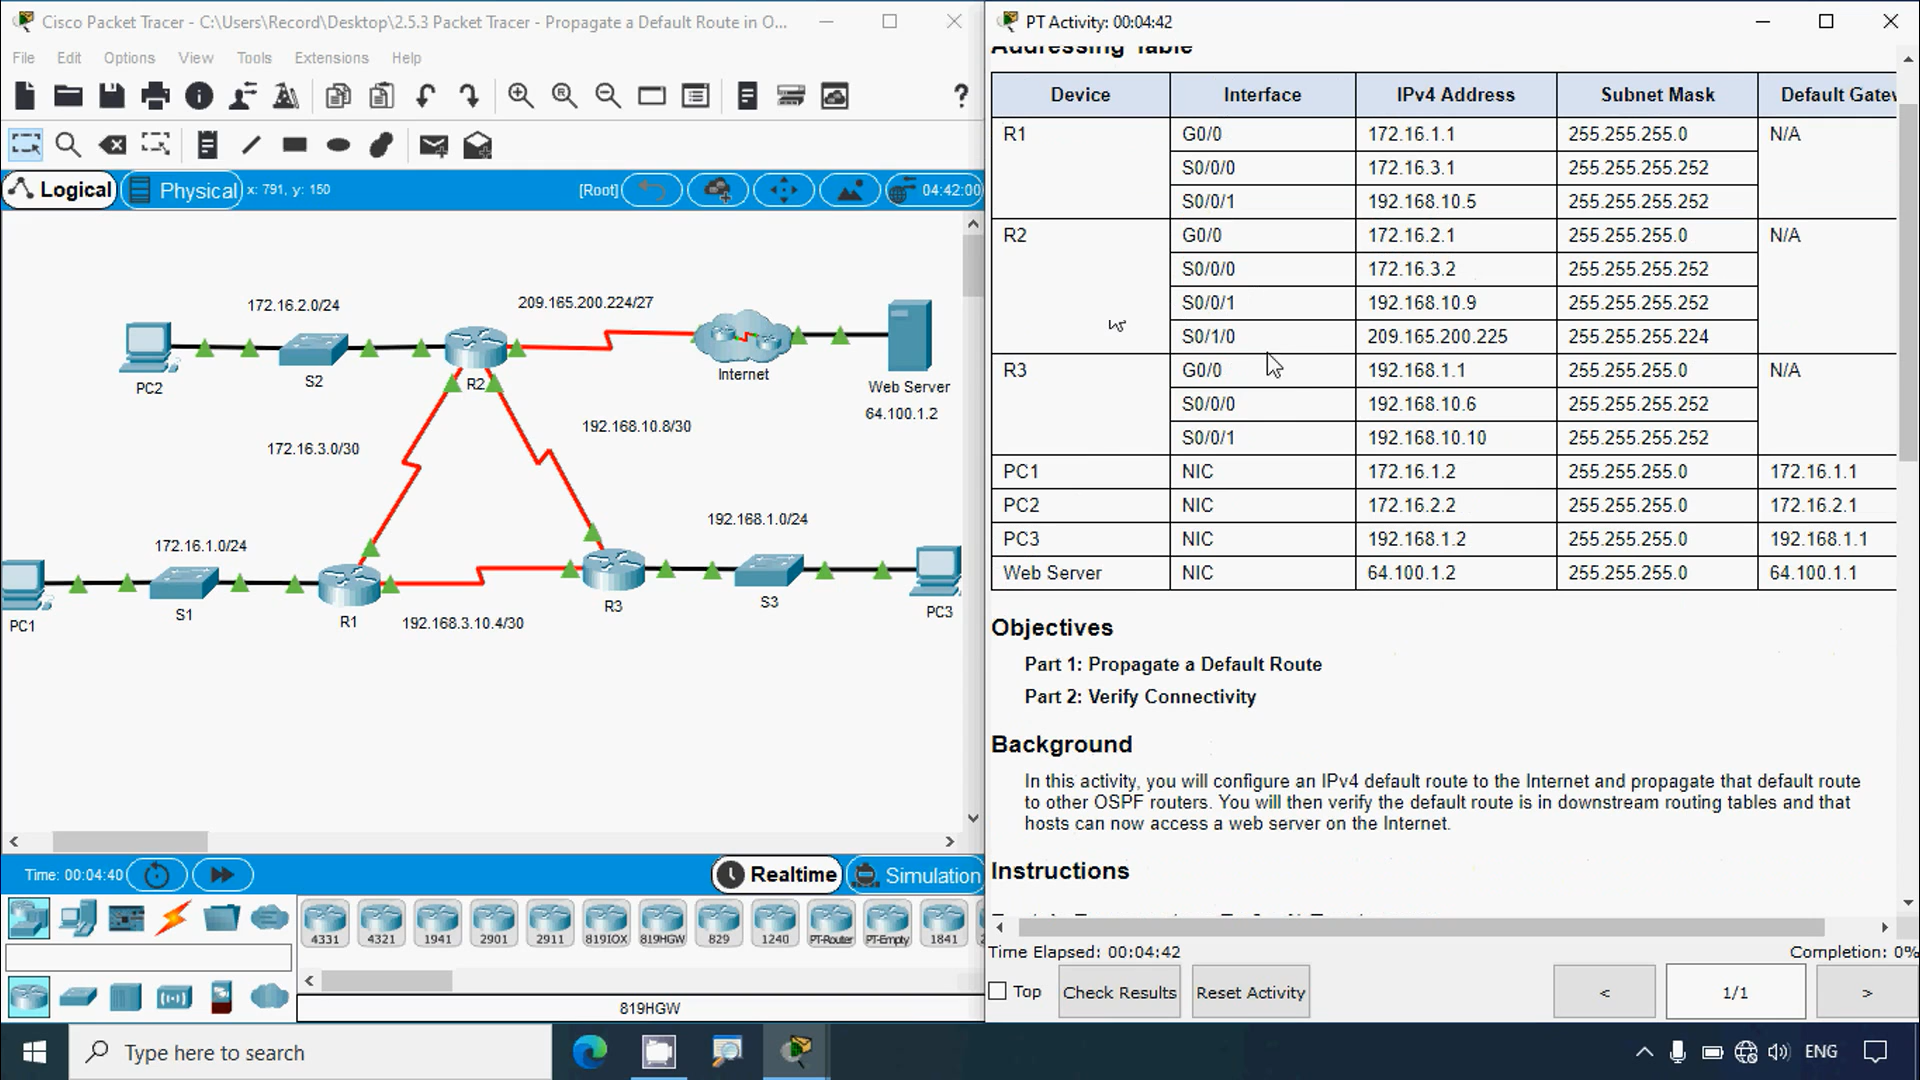 Cisco Packet Tracer - C:\Users\Record\Desktop\2.5.3 Packet Tracer - Propagate a Default Route in O...
File Edit Options View Tools Extensions Help
?
Logical
Physical
x: 791, y: 150
[Root]
04:42:00
172.16.2.0/24
209.165.200.224/27
PC2
S2
R2
Internet
Web Server
64.100.1.2
172.16.3.0/30
192.168.10.8/30
192.168.1.0/24
172.16.1.0/24
PC1
S1
R1
192.168.3.10.4/30
R3
S3
PC3
Time: 00:04:40
Realtime
Simulation
4331 4321 1941 2901 2911 819IOX 819HGW 829 1240 PT-Router PT-Empty 1841
819HGW
PT Activity: 00:04:42
Addressing Table
Device Interface IPv4 Address Subnet Mask Default Gatew
R1 G0/0 172.16.1.1 255.255.255.0 N/A
S0/0/0 172.16.3.1 255.255.255.252
S0/0/1 192.168.10.5 255.255.255.252
R2 G0/0 172.16.2.1 255.255.255.0 N/A
S0/0/0 172.16.3.2 255.255.255.252
S0/0/1 192.168.10.9 255.255.255.252
S0/1/0 209.165.200.225 255.255.255.224
R3 G0/0 192.168.1.1 255.255.255.0 N/A
S0/0/0 192.168.10.6 255.255.255.252
S0/0/1 192.168.10.10 255.255.255.252
PC1 NIC 172.16.1.2 255.255.255.0 172.16.1.1
PC2 NIC 172.16.2.2 255.255.255.0 172.16.2.1
PC3 NIC 192.168.1.2 255.255.255.0 192.168.1.1
Web Server NIC 64.100.1.2 255.255.255.0 64.100.1.1
Objectives
Part 1: Propagate a Default Route
Part 2: Verify Connectivity
Background
In this activity, you will configure an IPv4 default route to the Internet and propagate that default route
to other OSPF routers. You will then verify the default route is in downstream routing tables and that
hosts can now access a web server on the Internet.
Instructions
Time Elapsed: 00:04:42
Completion: 0%
Top
Check Results
Reset Activity
<
1/1
>
Type here to search
ENG